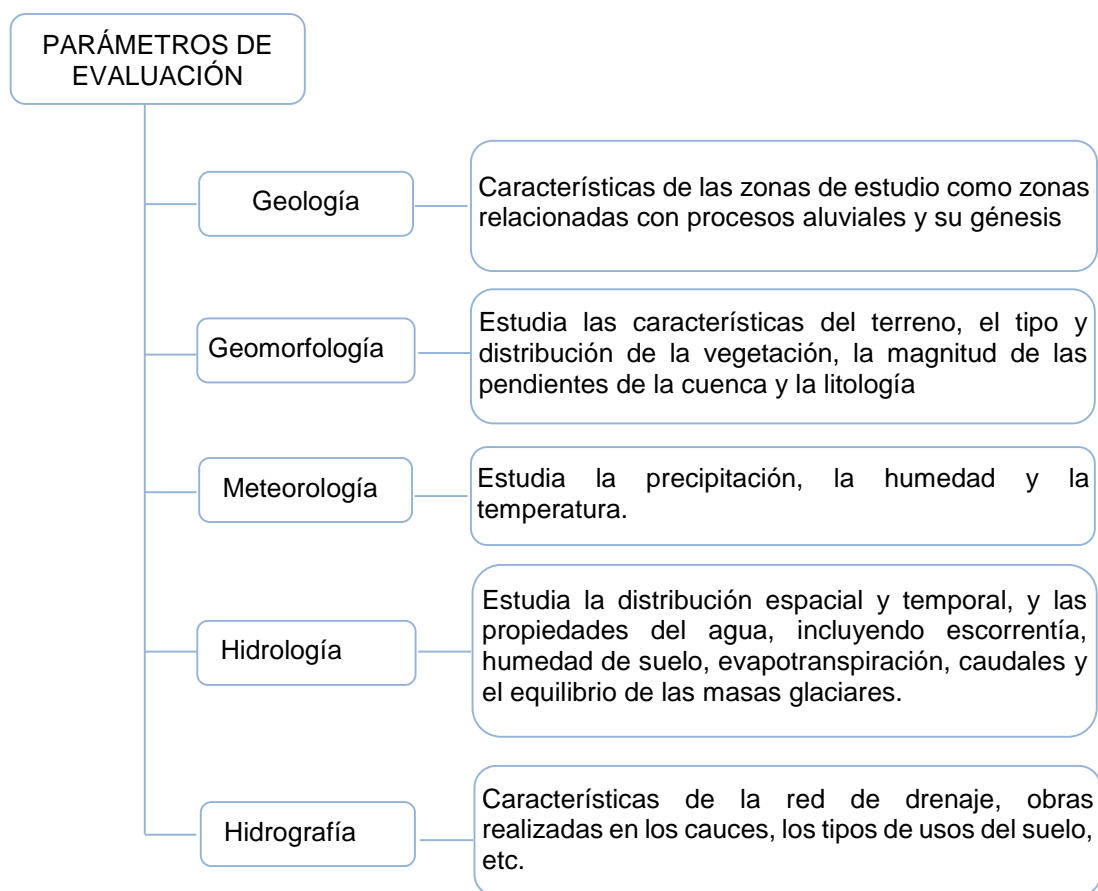 PARÁMETROS DE
EVALUACIÓN
Geología
Características de las zonas de estudio como zonas
relacionadas con procesos aluviales y su génesis
Geomorfología
Estudia las características del terreno, el tipo y
distribución de la vegetación, la magnitud de las
pendientes de la cuenca y la litología
Meteorología
Estudia la precipitación, la humedad y la
temperatura.
Hidrología
Estudia la distribución espacial y temporal, y las
propiedades del agua, incluyendo escorrentía,
humedad de suelo, evapotranspiración, caudales y
el equilibrio de las masas glaciares.
Hidrografía
Características de la red de drenaje, obras
realizadas en los cauces, los tipos de usos del suelo,
etc.